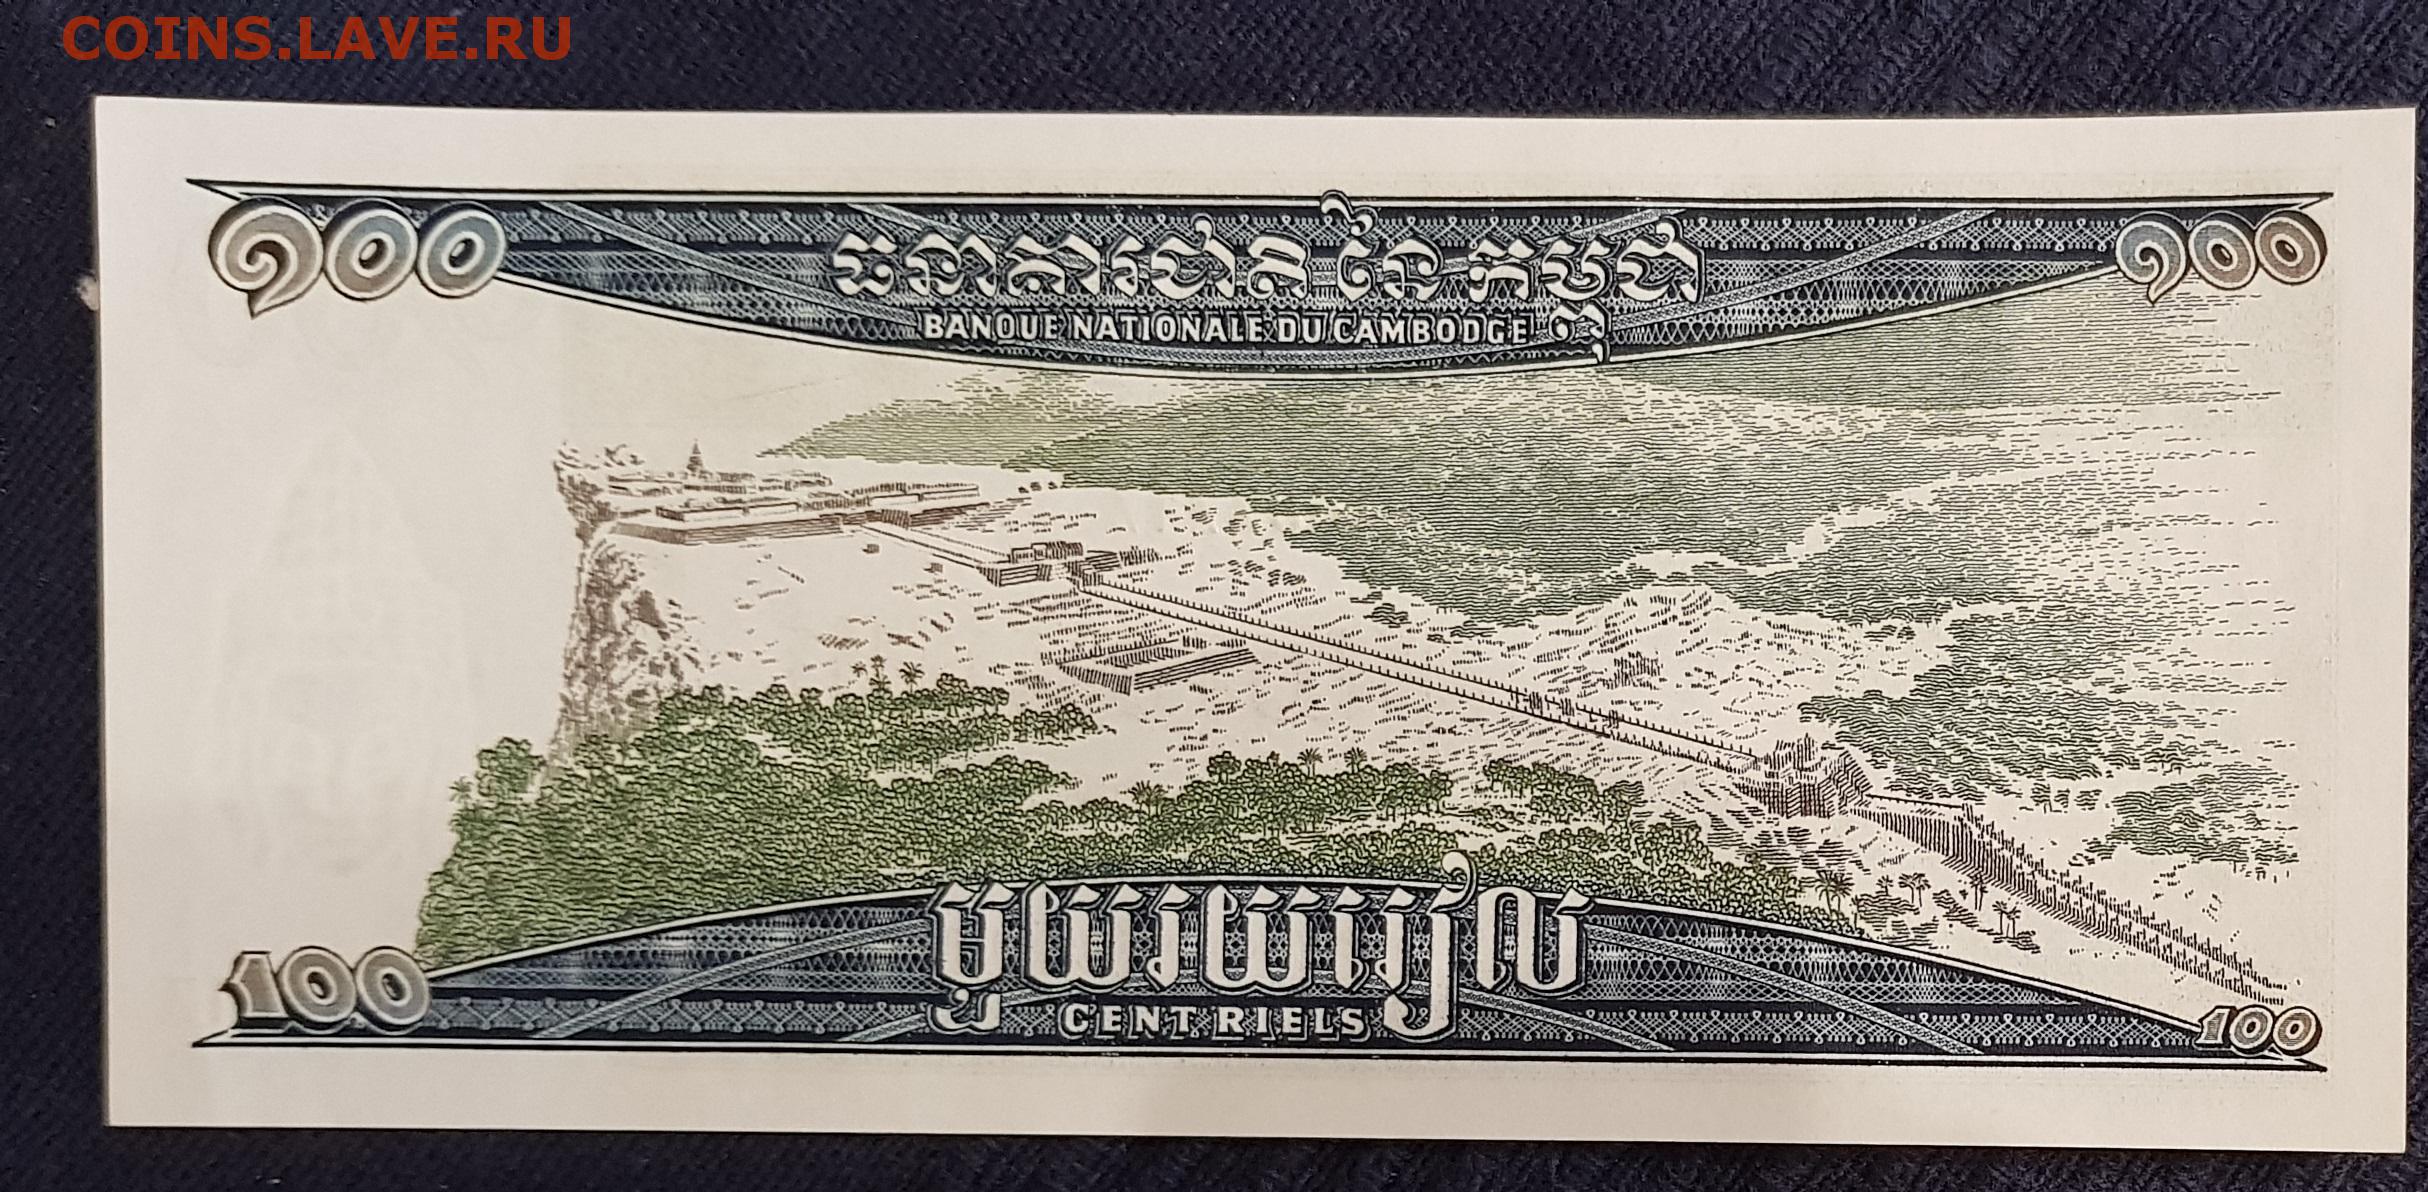 COINS.LAVE.RU
១០០ ១០០
ធនាគារជាតិ នៃ កម្ពុជា
BANQUE NATIONALE DU CAMBODGE
មួយរយរៀល
100 CENT RIELS 100